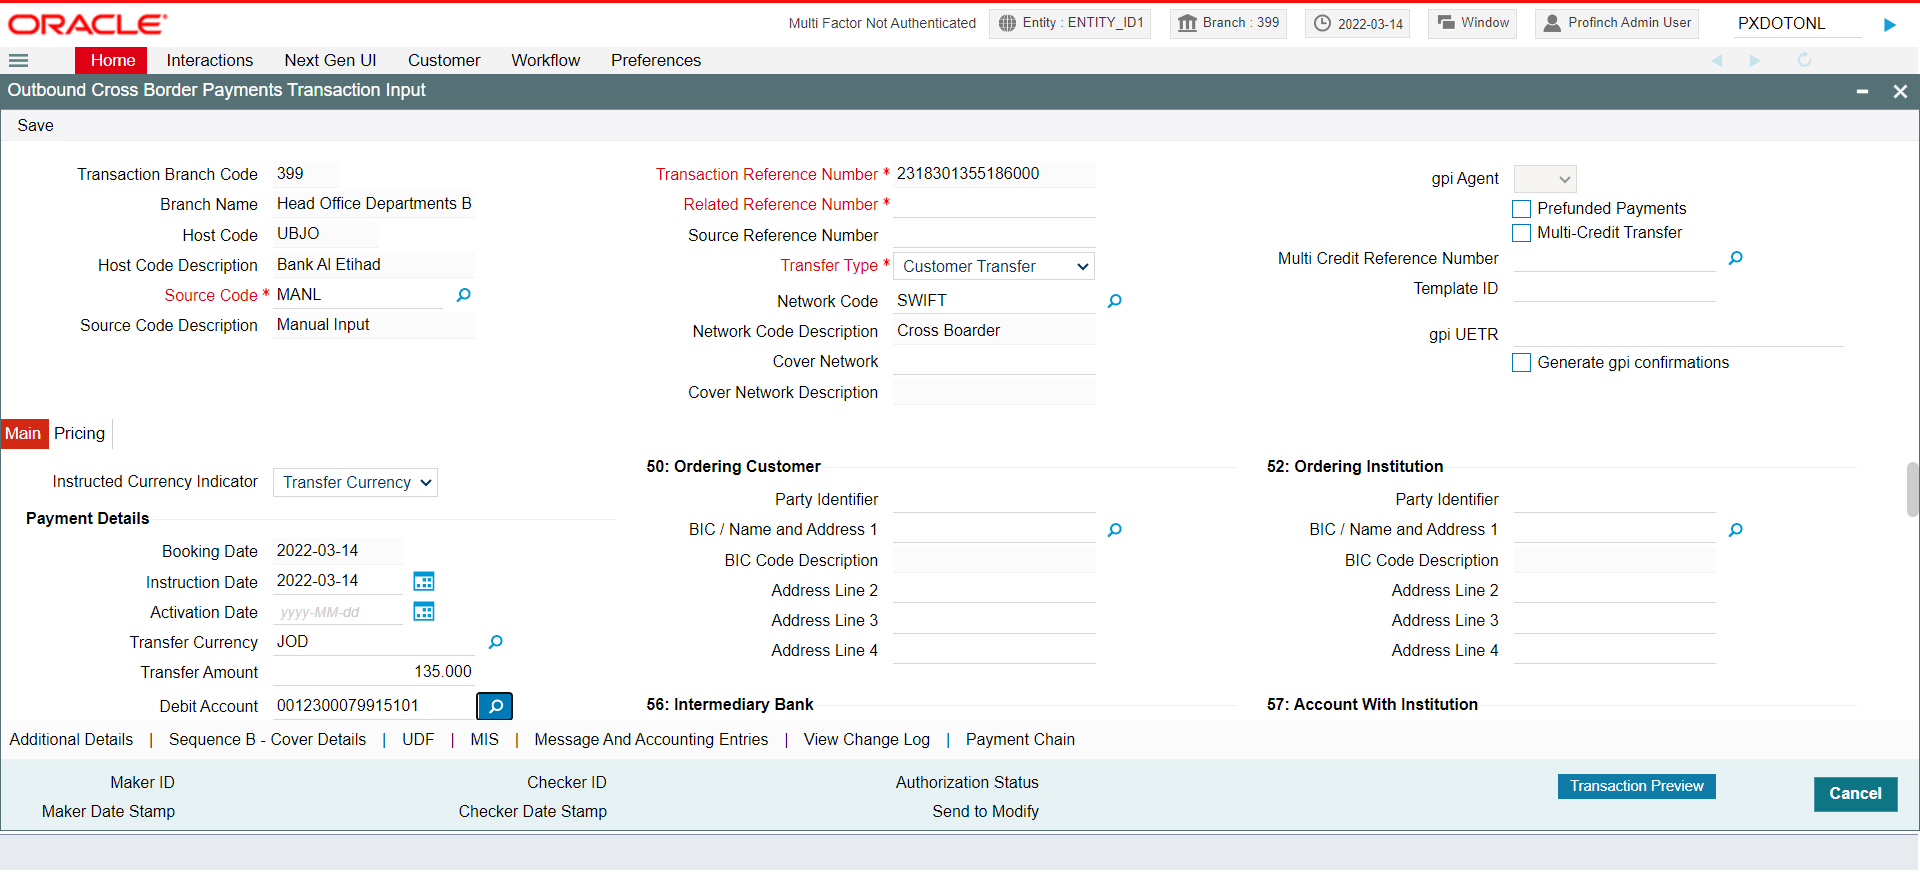 ORACLE
Multi Factor Not Authenticated
Entity : ENTITY_ID1
Branch : 399
2022-03-14
Window
Profinch Admin User
PXDOTONL
Home
Interactions
Next Gen UI
Customer
Workflow
Preferences
Outbound Cross Border Payments Transaction Input
Save
Transaction Branch Code 399
Branch Name Head Office Departments B
Host Code UBJO
Host Code Description Bank Al Etihad
Source Code * MANL
Source Code Description Manual Input
Transaction Reference Number * 2318301355186000
Related Reference Number *
Source Reference Number
Transfer Type * Customer Transfer
Network Code SWIFT
Network Code Description Cross Boarder
Cover Network
Cover Network Description
gpi Agent
Prefunded Payments
Multi-Credit Transfer
Multi Credit Reference Number
Template ID
gpi UETR
Generate gpi confirmations
Main
Pricing
Instructed Currency Indicator Transfer Currency
Payment Details
Booking Date 2022-03-14
Instruction Date 2022-03-14
Activation Date yyyy-MM-dd
Transfer Currency JOD
Transfer Amount 135.000
Debit Account 0012300079915101
50: Ordering Customer
Party Identifier
BIC / Name and Address 1
BIC Code Description
Address Line 2
Address Line 3
Address Line 4
56: Intermediary Bank
52: Ordering Institution
Party Identifier
BIC / Name and Address 1
BIC Code Description
Address Line 2
Address Line 3
Address Line 4
57: Account With Institution
Additional Details | Sequence B - Cover Details | UDF | MIS | Message And Accounting Entries | View Change Log | Payment Chain
Maker ID
Maker Date Stamp
Checker ID
Checker Date Stamp
Authorization Status
Send to Modify
Transaction Preview
Cancel